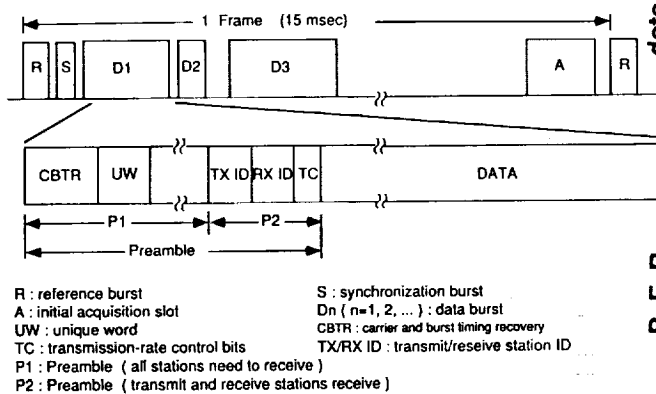 1 Frame (15 msec)
R S D1 D2 D3 A R
CBTR UW TX ID RX ID TC DATA
P1 P2
Preamble
R : reference burst
S : synchronization burst
A : initial acquisition slot
Dn ( n=1, 2, ... ) : data burst
UW : unique word
CBTR : carrier and burst timing recovery
TC : transmission-rate control bits
TX/RX ID : transmit/reseive station ID
P1 : Preamble ( all stations need to receive )
P2 : Preamble ( transmit and receive stations receive )